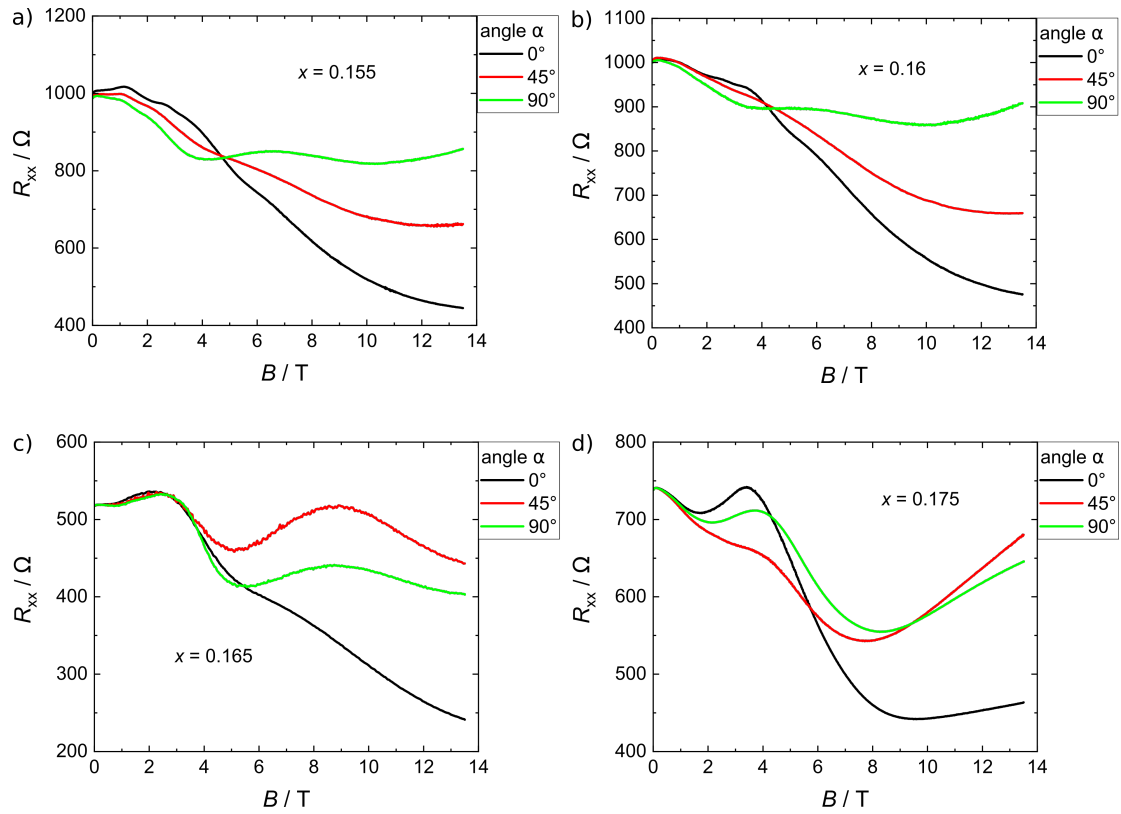 a)
1200
1000
800
600
400
0 2 4 6 8 10 12 14
R_xx / Ω
B / T
x = 0.155
angle α
0°
45°
90°
b)
1100
1000
900
800
700
600
500
400
0 2 4 6 8 10 12 14
R_xx / Ω
B / T
x = 0.16
angle α
0°
45°
90°
c)
600
500
400
300
200
0 2 4 6 8 10 12 14
R_xx / Ω
B / T
x = 0.165
angle α
0°
45°
90°
d)
800
700
600
500
400
0 2 4 6 8 10 12 14
R_xx / Ω
B / T
x = 0.175
angle α
0°
45°
90°